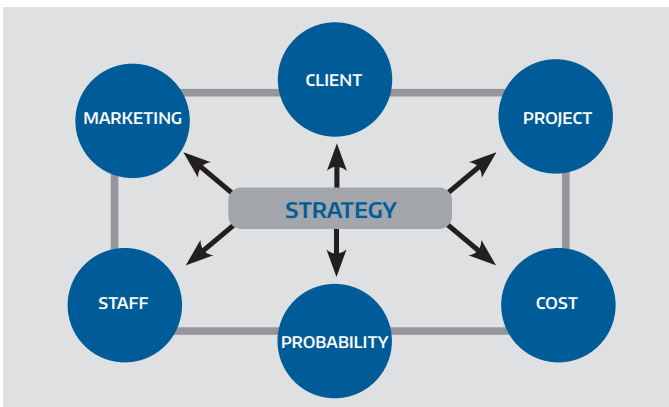 CLIENT
MARKETING
PROJECT
STRATEGY
STAFF
COST
PROBABILITY